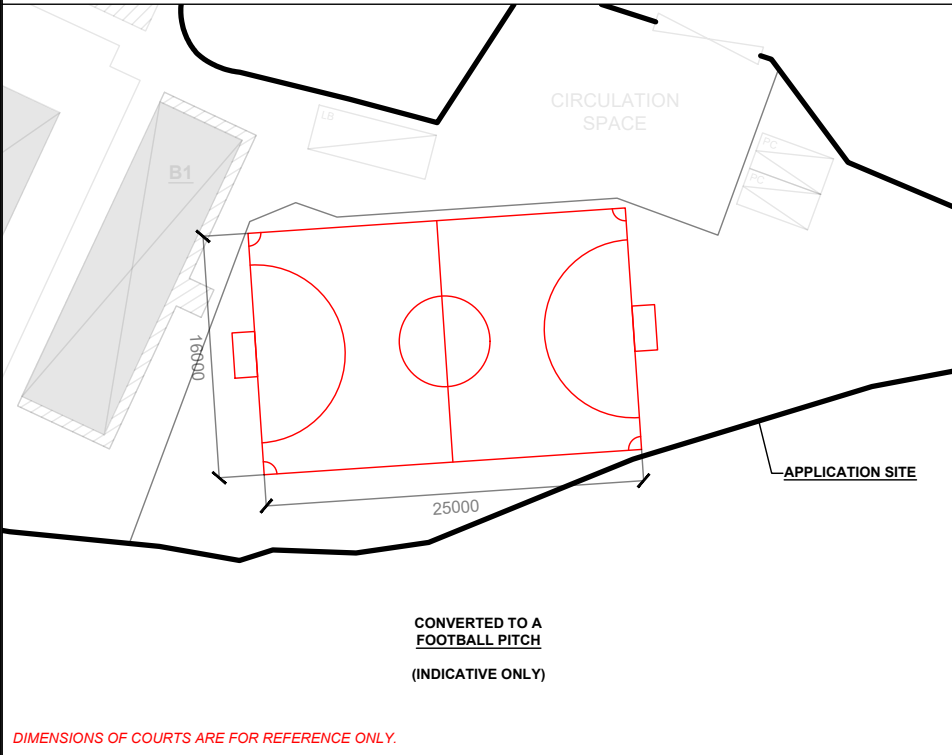 LB
CIRCULATION
SPACE
B1
PC
PC
16000
25000
APPLICATION SITE
CONVERTED TO A
FOOTBALL PITCH
(INDICATIVE ONLY)
DIMENSIONS OF COURTS ARE FOR REFERENCE ONLY.